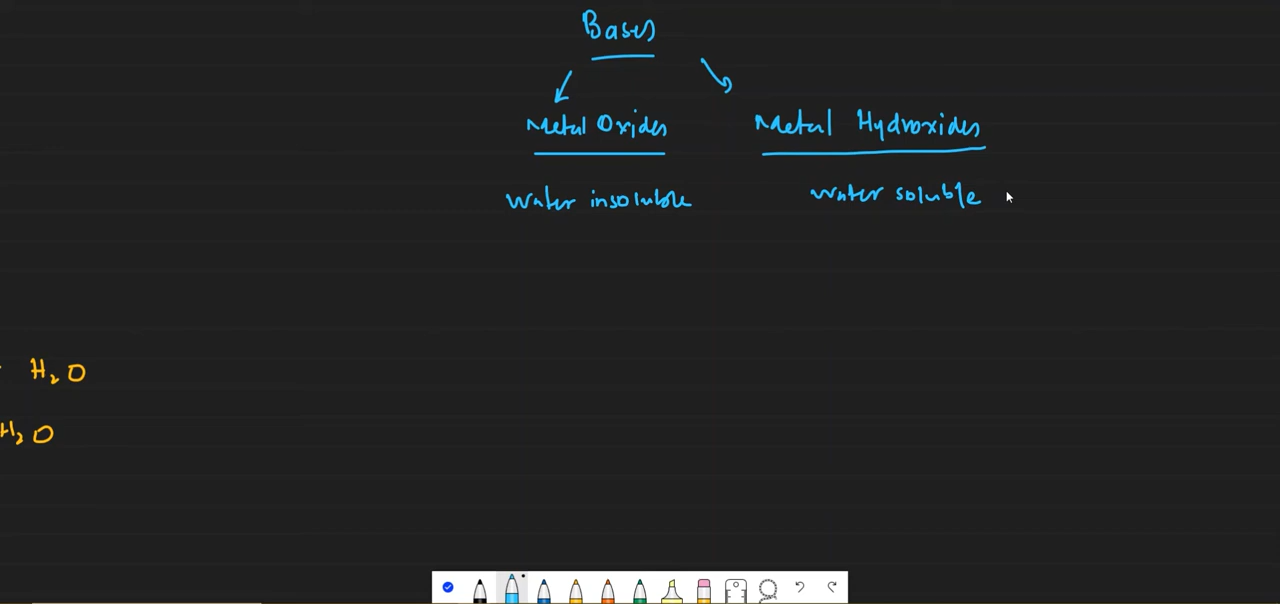 Bases
Metal Oxides
Metal Hydroxides
Water insoluble
Water soluble
H₂O
H₂O